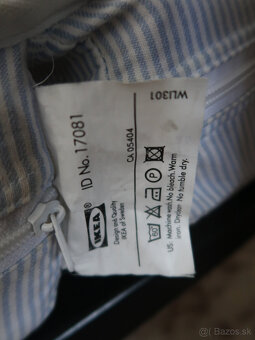 WLI301
ID No. 17081
CA 05404
IKEA
Design and Quality
IKEA of Sweden
US: Machine wash. No bleach. Warm
iron. Dryclean. No tumble dry.
© bazos.sk